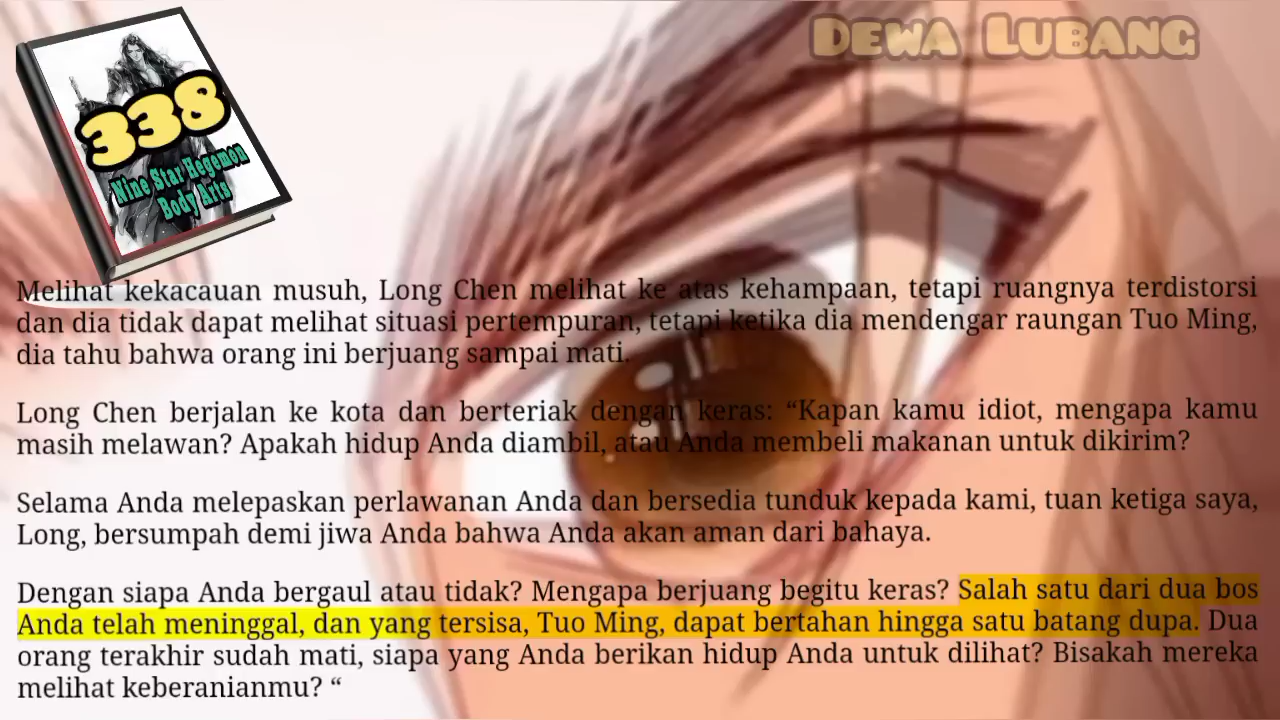 Dewa Lubang
338
Nine Star Hegemon
Body Arts
Melihat kekacauan musuh, Long Chen melihat ke atas kehampaan, tetapi ruangnya terdistorsi
dan dia tidak dapat melihat situasi pertempuran, tetapi ketika dia mendengar raungan Tuo Ming,
dia tahu bahwa orang ini berjuang sampai mati.
Long Chen berjalan ke kota dan berteriak dengan keras: “Kapan kamu idiot, mengapa kamu
masih melawan? Apakah hidup Anda diambil, atau Anda membeli makanan untuk dikirim?
Selama Anda melepaskan perlawanan Anda dan bersedia tunduk kepada kami, tuan ketiga saya,
Long, bersumpah demi jiwa Anda bahwa Anda akan aman dari bahaya.
Dengan siapa Anda bergaul atau tidak? Mengapa berjuang begitu keras? Salah satu dari dua bos
Anda telah meninggal, dan yang tersisa, Tuo Ming, dapat bertahan hingga satu batang dupa. Dua
orang terakhir sudah mati, siapa yang Anda berikan hidup Anda untuk dilihat? Bisakah mereka
melihat keberanianmu? “